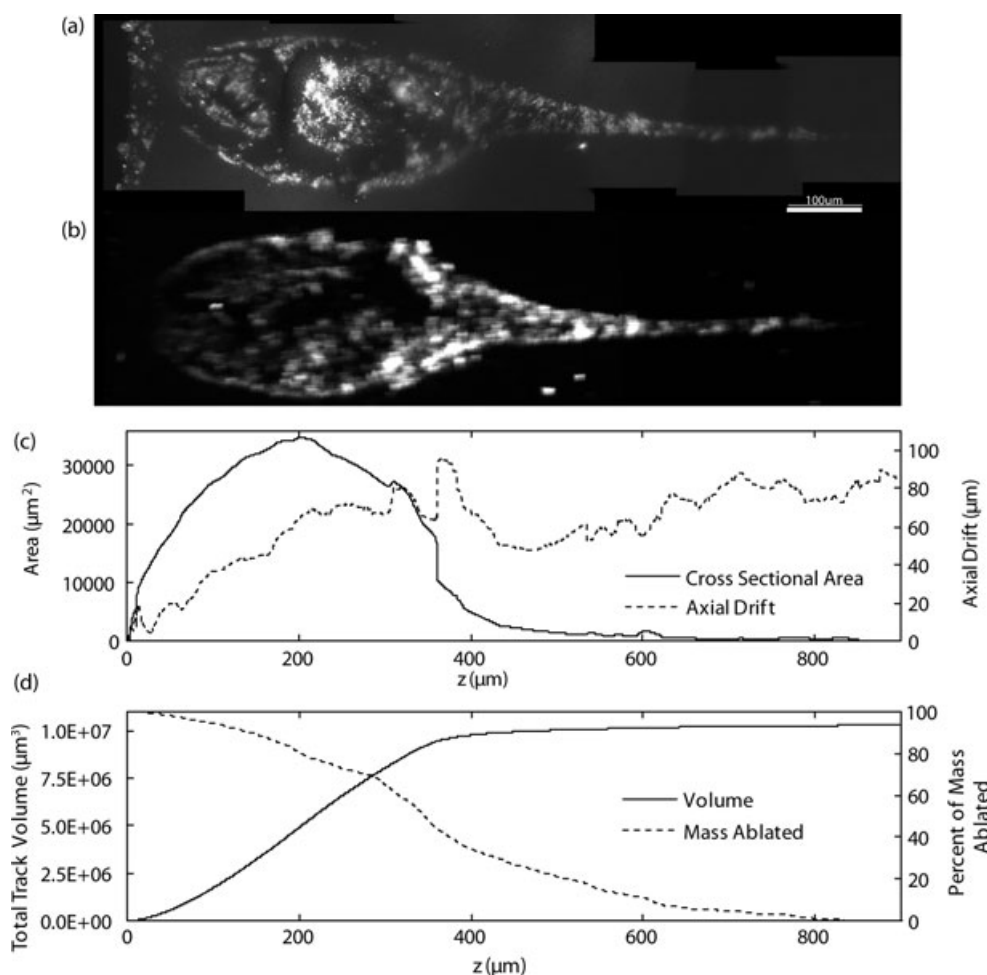 (a)
100um
(b)
(c)
30000
20000
10000
0
Area (µm²)
100
80
60
40
20
0
Axial Drift (µm)
Cross Sectional Area
Axial Drift
0
200
400
600
800
z (µm)
(d)
1.0E+07
7.5E+06
5.0E+06
2.5E+06
0.0E+00
Total Track Volume (µm³)
100
80
60
40
20
0
Percent of Mass
Ablated
Volume
Mass Ablated
0
200
400
600
800
z (µm)